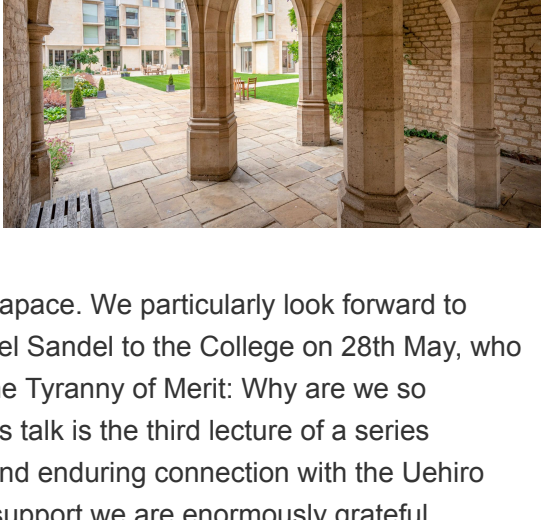 apace. We particularly look forward to
el Sandel to the College on 28th May, who
e Tyranny of Merit: Why are we so
s talk is the third lecture of a series
nd enduring connection with the Uehiro
support we are enormously grateful